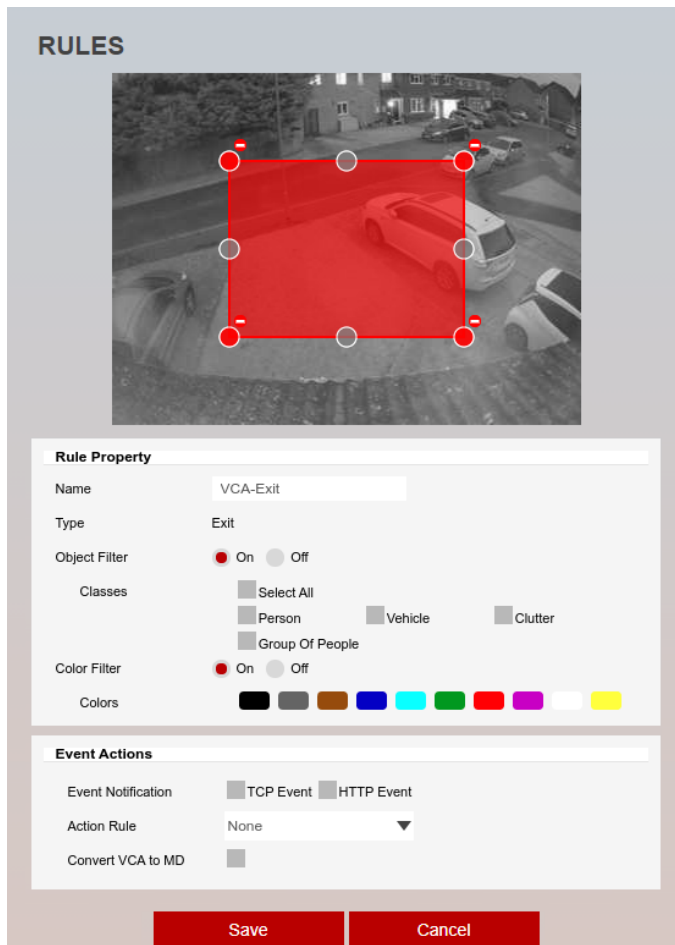 RULES
Rule Property
Name VCA-Exit
Type Exit
Object Filter On Off
Classes Select All
Person Vehicle Clutter
Group Of People
Color Filter On Off
Colors
Event Actions
Event Notification TCP Event HTTP Event
Action Rule None
Convert VCA to MD
Save Cancel